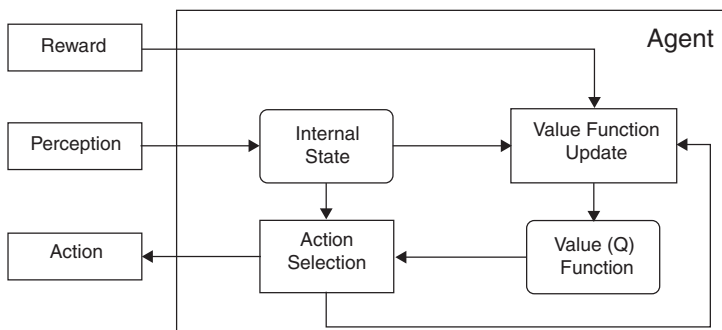 Agent
Reward
Perception
Internal
State
Value Function
Update
Action
Action
Selection
Value (Q)
Function